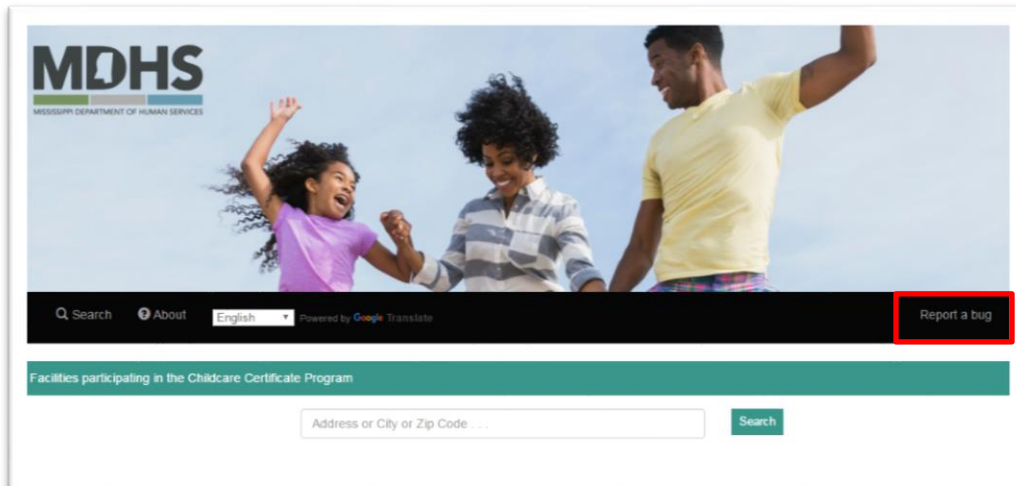 MDHS
MISSISSIPPI DEPARTMENT OF HUMAN SERVICES
Search About English Powered by Google Translate Report a bug
Facilities participating in the Childcare Certificate Program
Address or City or Zip Code . . . Search